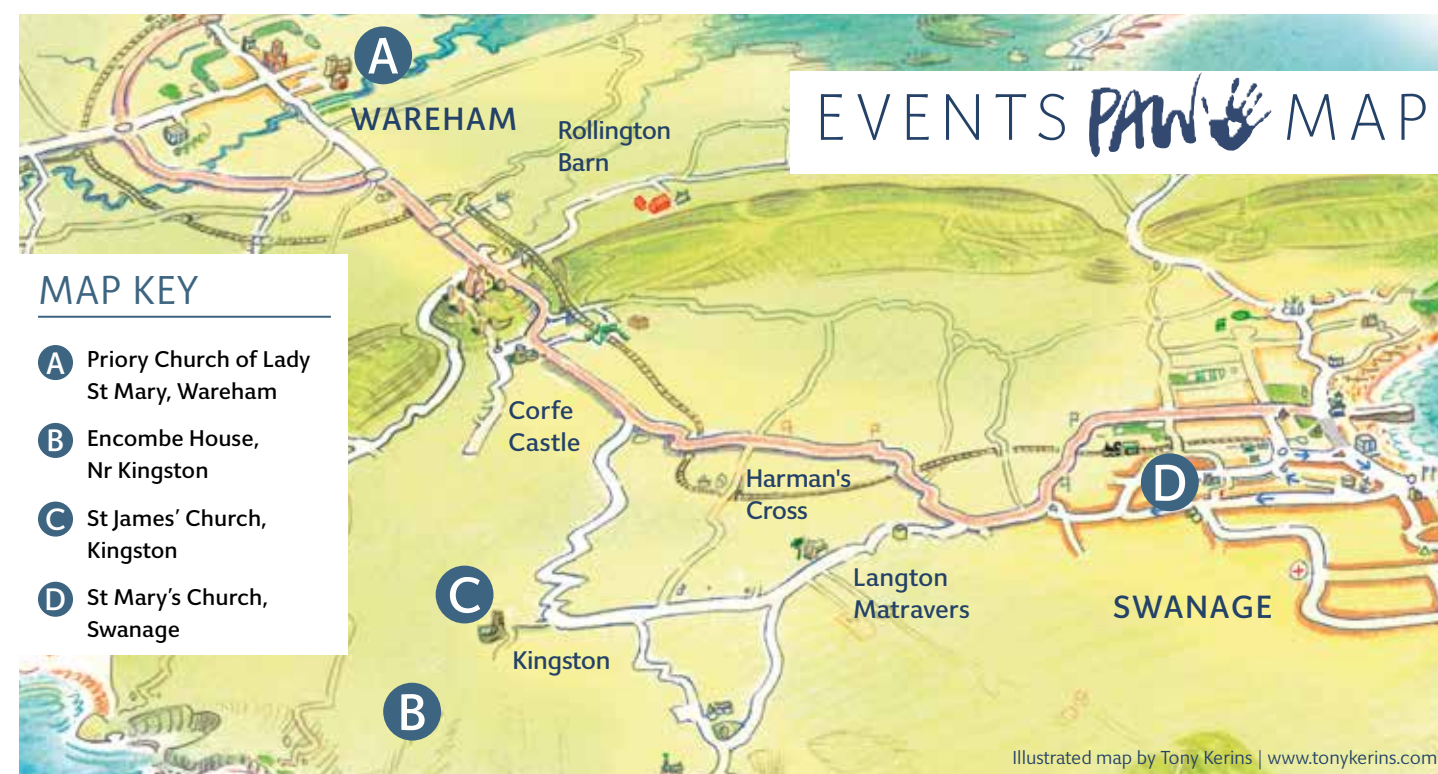 A
WAREHAM
Rollington
Barn
EVENTS PAW MAP
MAP KEY
A Priory Church of Lady
St Mary, Wareham
B Encombe House,
Nr Kingston
C St James’ Church,
Kingston
D St Mary’s Church,
Swanage
Corfe
Castle
Harman's
Cross
D
C
Langton
Matravers
SWANAGE
Kingston
B
Illustrated map by Tony Kerins | www.tonykerins.com